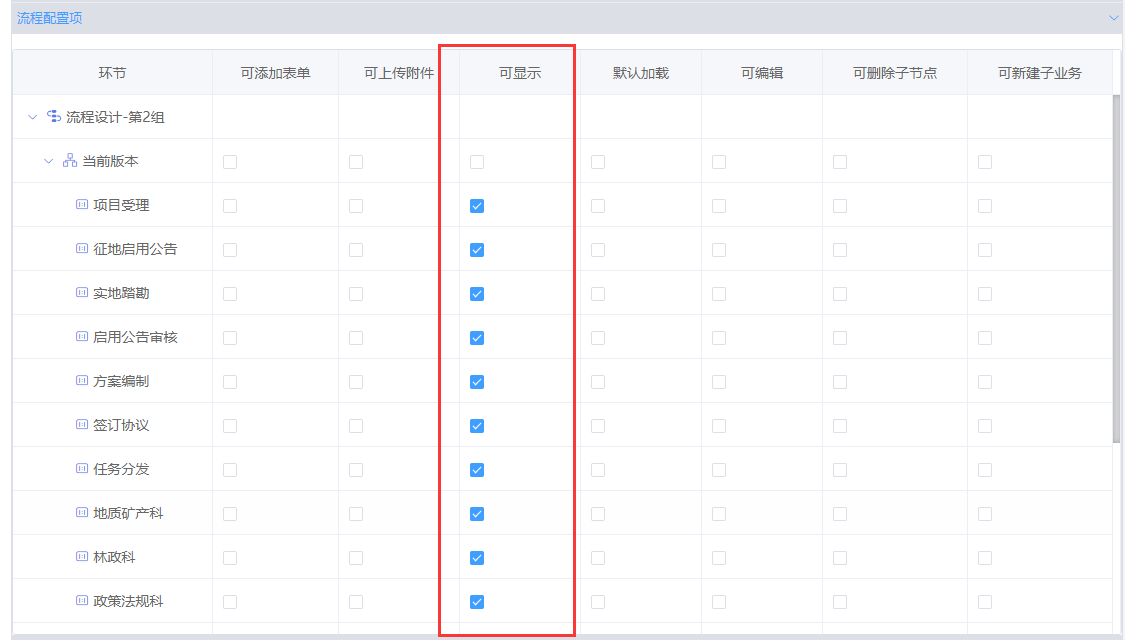 流程配置项
环节 可添加表单 可上传附件 可显示 默认加载 可编辑 可删除子节点 可新建子业务
流程设计-第2组
当前版本
项目受理
征地启用公告
实地踏勘
启用公告审核
方案编制
签订协议
任务分发
地质矿产科
林政科
政策法规科